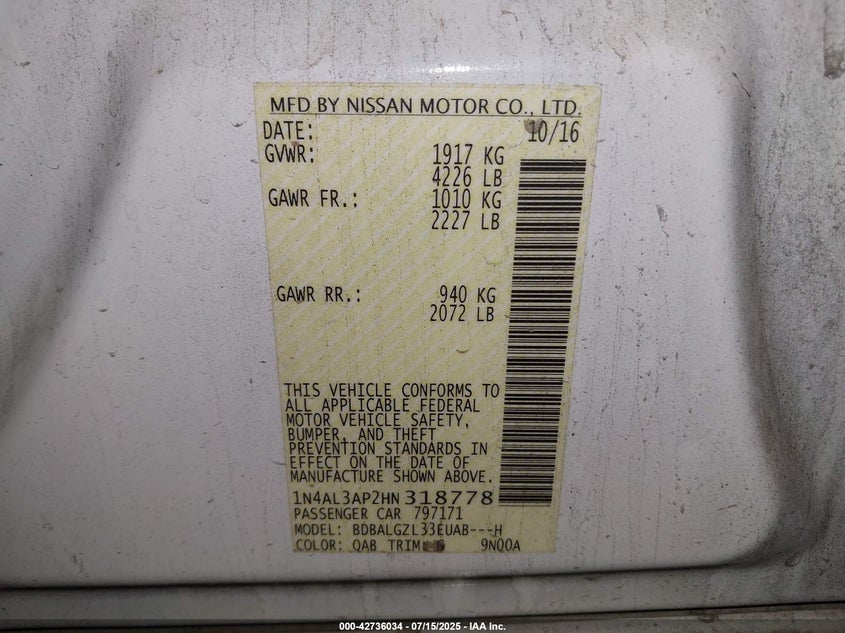 MFD BY NISSAN MOTOR CO., LTD.
DATE: 10/16
GVWR: 1917 KG
4226 LB
GAWR FR.: 1010 KG
2227 LB
GAWR RR.: 940 KG
2072 LB
THIS VEHICLE CONFORMS TO
ALL APPLICABLE FEDERAL
MOTOR VEHICLE SAFETY,
BUMPER, AND THEFT
PREVENTION STANDARDS IN
EFFECT ON THE DATE OF
MANUFACTURE SHOWN ABOVE.
1N4AL3AP2HN318778
PASSENGER CAR 797171
MODEL: BDBALGZL33EUAB---H
COLOR: QAB TRIM: 9N00A
000-42736034 - 07/15/2025 - IAA Inc.